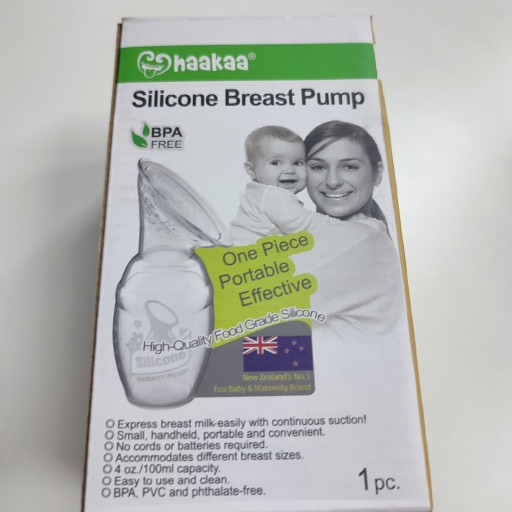 haakaa®
Silicone Breast Pump
BPA
FREE
One Piece
Portable
Effective
High-Quality Food Grade Silicone
Silicone
BREAST PUMP
New Zealand's No.1
Eco Baby & Maternity Brand
O Express breast milk-easily with continuous suction!
O Small, handheld, portable and convenient.
O No cords or batteries required.
O Accommodates different breast sizes.
O 4 oz./100ml capacity.
O Easy to use and clean.
O BPA, PVC and phthalate-free.
1 pc.